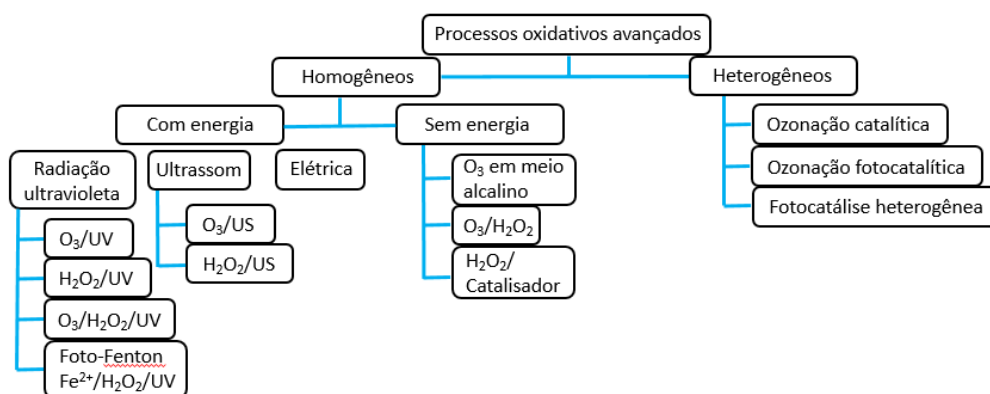 Processos oxidativos avançados
Homogêneos
Heterogêneos
Com energia
Sem energia
Ozonação catalítica
Ozonação fotocatalítica
Fotocatálise heterogênea
Radiação
ultravioleta
Ultrassom
Elétrica
O₃ em meio
alcalino
O₃/H₂O₂
H₂O₂/
Catalisador
O₃/US
H₂O₂/US
O₃/UV
H₂O₂/UV
O₃/H₂O₂/UV
Foto-Fenton
Fe²⁺/H₂O₂/UV